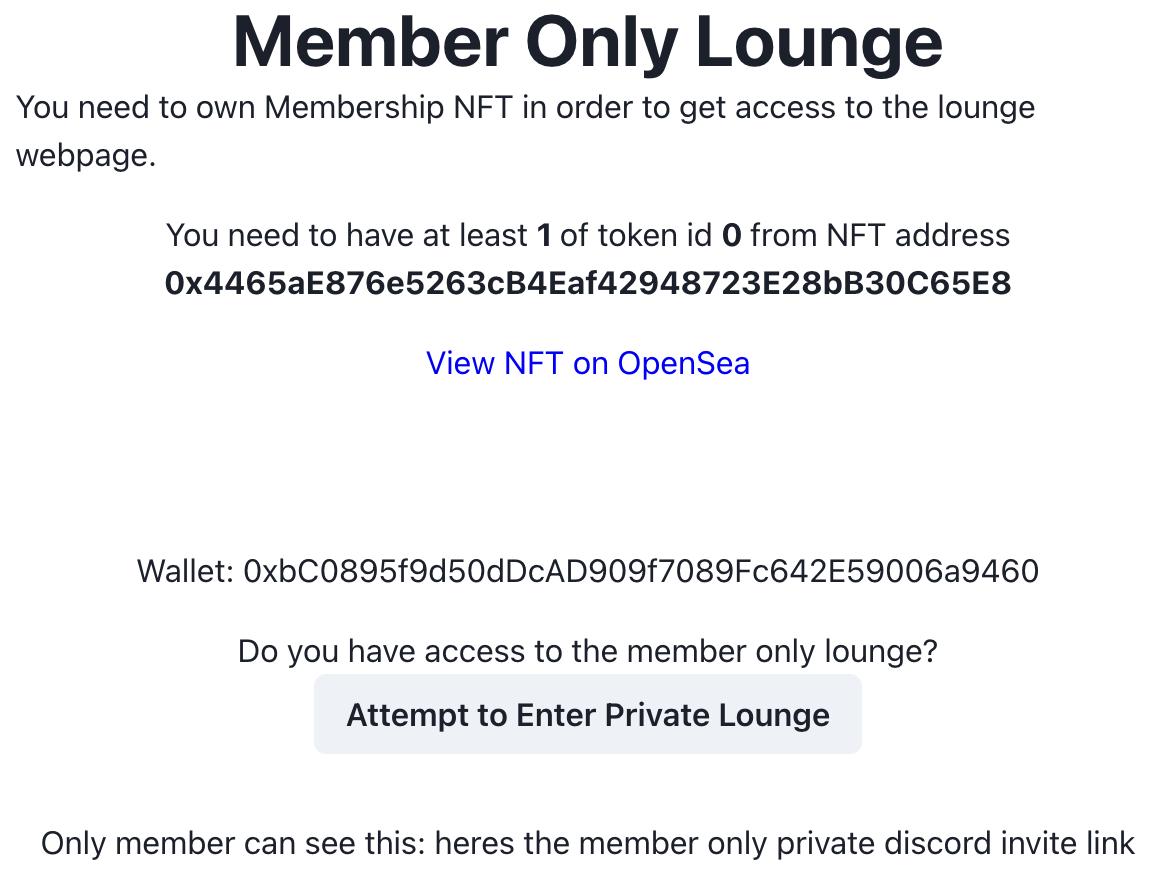 Member Only Lounge
You need to own Membership NFT in order to get access to the lounge
webpage.
You need to have at least 1 of token id 0 from NFT address
0x4465aE876e5263cB4Eaf42948723E28bB30C65E8
View NFT on OpenSea
Wallet: 0xbC0895f9d50dDcAD909f7089Fc642E59006a9460
Do you have access to the member only lounge?
Attempt to Enter Private Lounge
Only member can see this: heres the member only private discord invite link